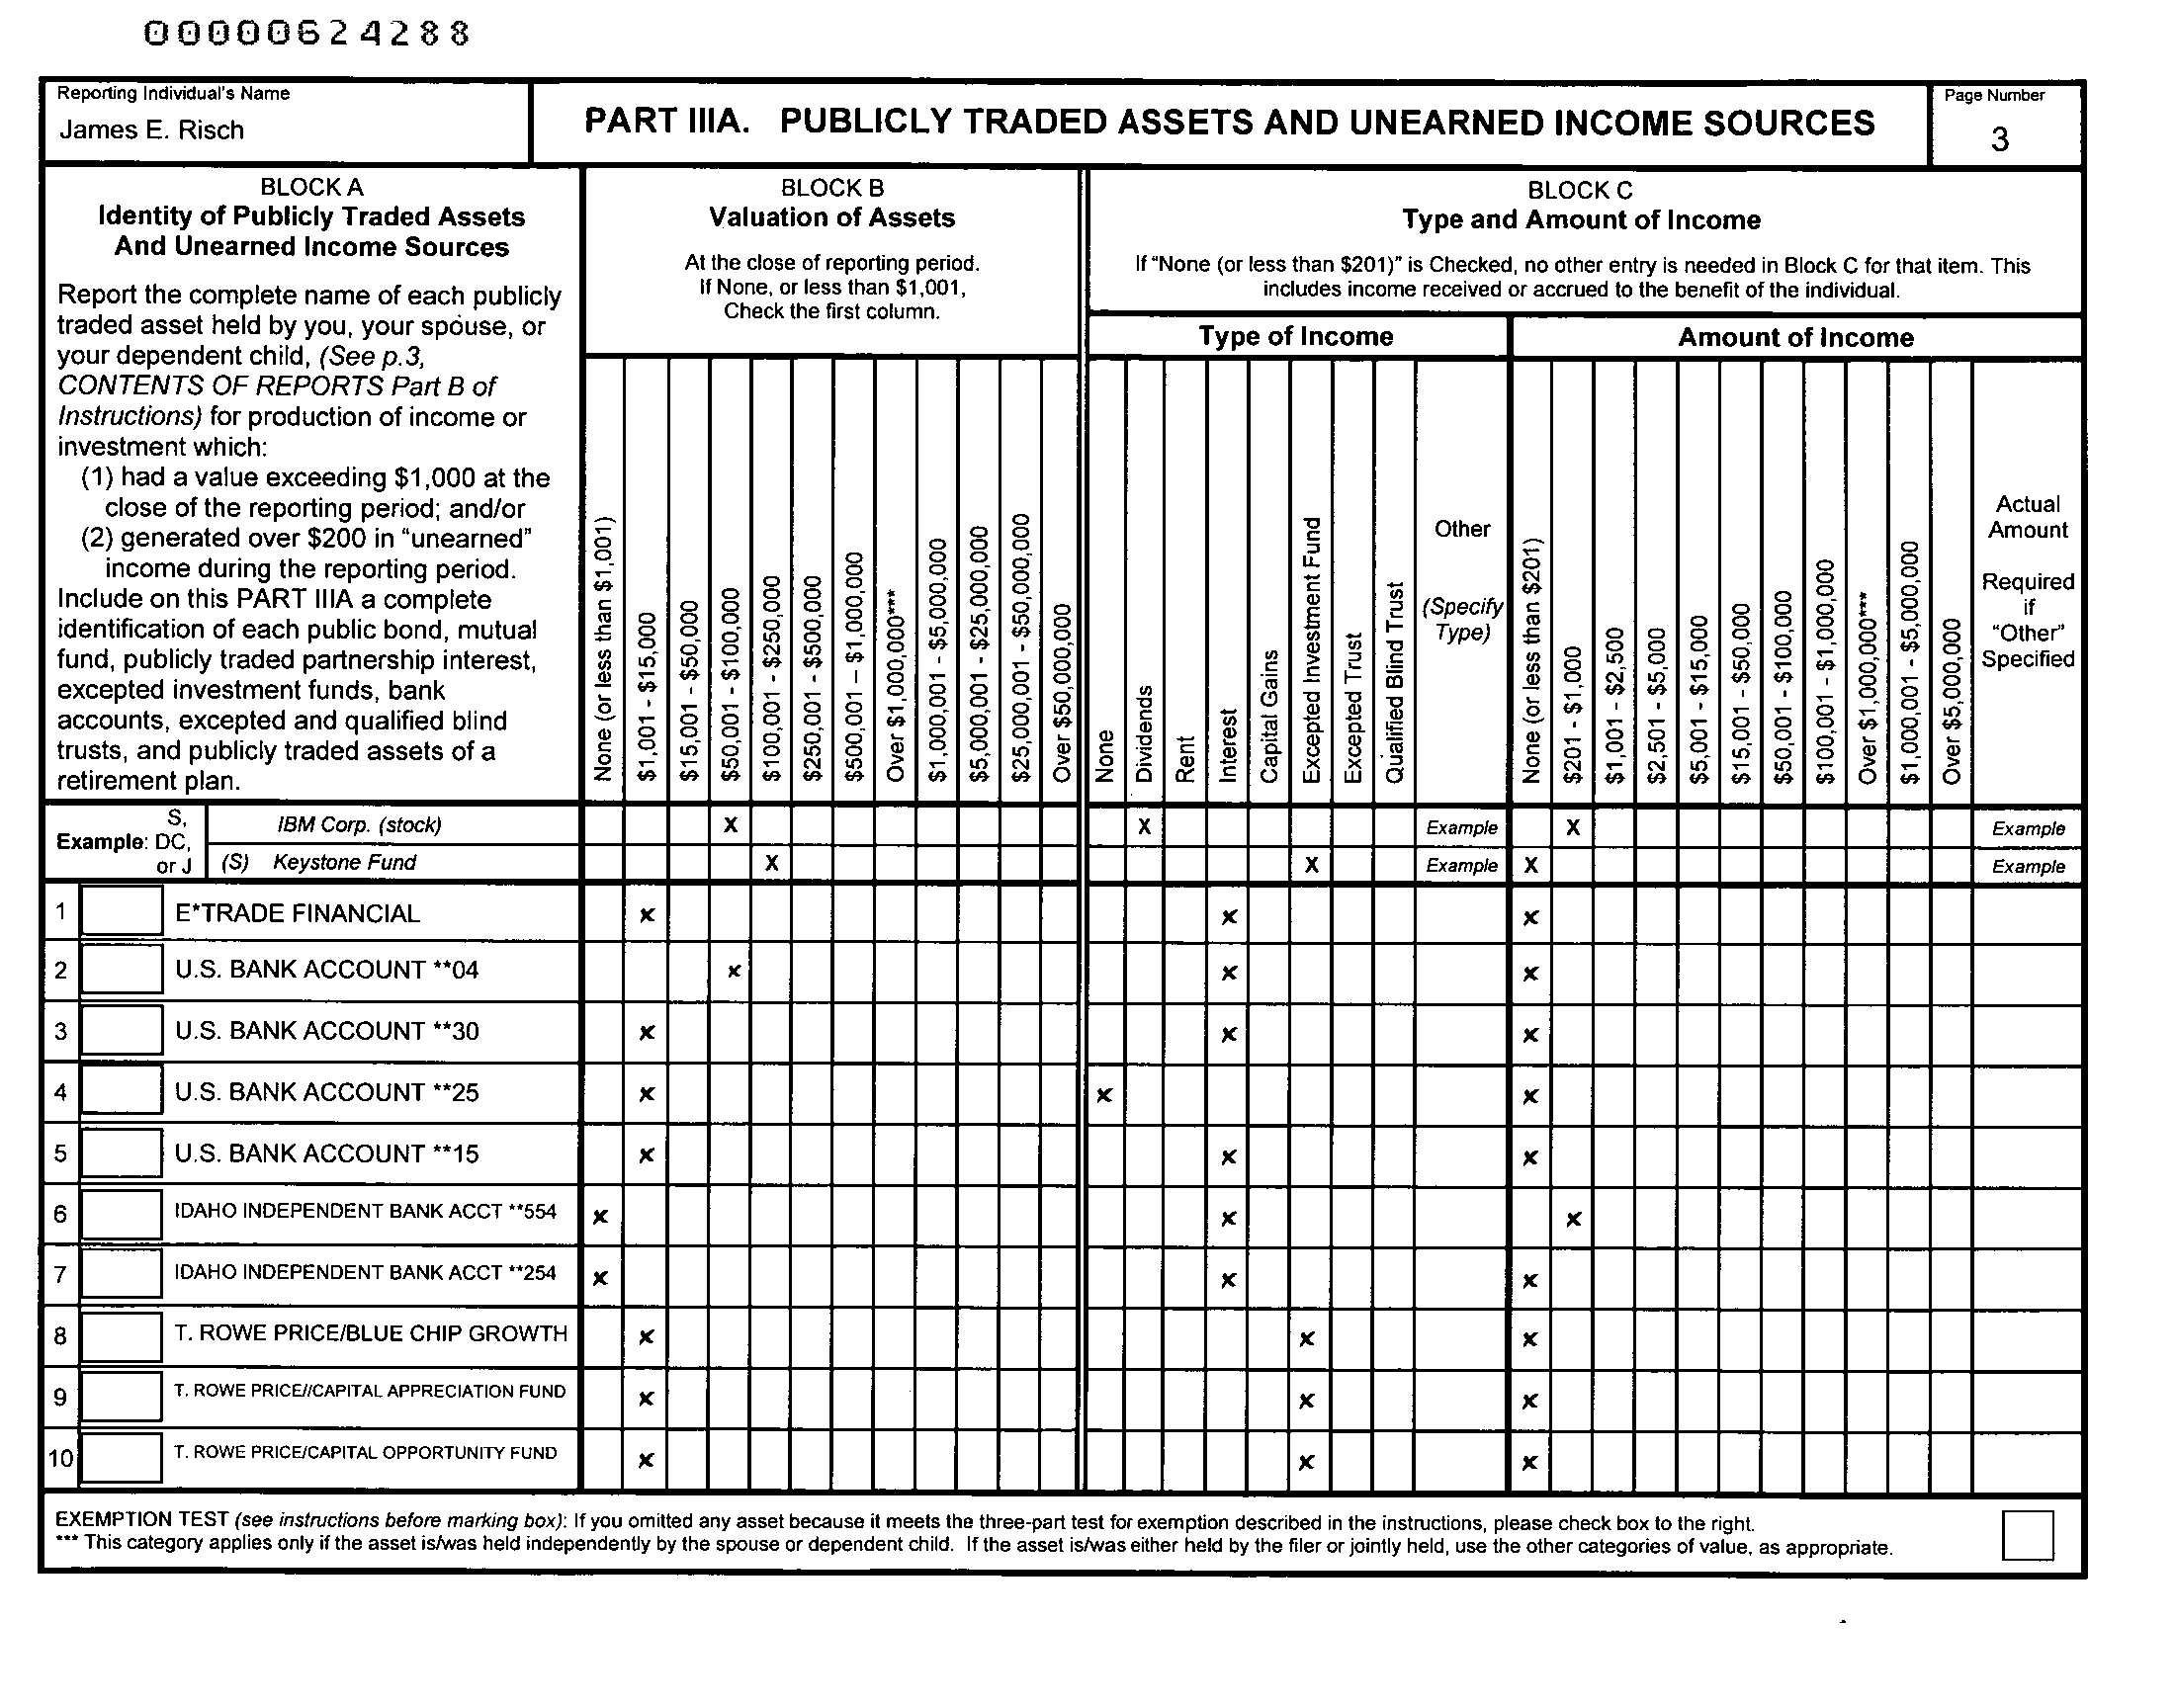 00000624288
Reporting Individual's Name
James E. Risch
PART IIIA. PUBLICLY TRADED ASSETS AND UNEARNED INCOME SOURCES
Page Number
3
BLOCK A
Identity of Publicly Traded Assets
And Unearned Income Sources
Report the complete name of each publicly
traded asset held by you, your spouse, or
your dependent child, (See p.3,
CONTENTS OF REPORTS Part B of
Instructions) for production of income or
investment which:
(1) had a value exceeding $1,000 at the
close of the reporting period; and/or
(2) generated over $200 in "unearned"
income during the reporting period.
Include on this PART IIIA a complete
identification of each public bond, mutual
fund, publicly traded partnership interest,
excepted investment funds, bank
accounts, excepted and qualified blind
trusts, and publicly traded assets of a
retirement plan.
BLOCK B
Valuation of Assets
At the close of reporting period.
If None, or less than $1,001,
Check the first column.
None (or less than $1,001)
$1,001 - $15,000
$15,001 - $50,000
$50,001 - $100,000
$100,001 - $250,000
$250,001 - $500,000
$500,001 – $1,000,000
Over $1,000,000***
$1,000,001 - $5,000,000
$5,000,001 - $25,000,000
$25,000,001 - $50,000,000
Over $50,000,000
BLOCK C
Type and Amount of Income
If "None (or less than $201)" is Checked, no other entry is needed in Block C for that item. This
includes income received or accrued to the benefit of the individual.
Type of Income
None
Dividends
Rent
Interest
Capital Gains
Excepted Investment Fund
Excepted Trust
Qualified Blind Trust
Other
(Specify
Type)
Amount of Income
None (or less than $201)
$201 - $1,000
$1,001 - $2,500
$2,501 - $5,000
$5,001 - $15,000
$15,001 - $50,000
$50,001 - $100,000
$100,001 - $1,000,000
Over $1,000,000***
$1,000,001 - $5,000,000
Over $5,000,000
Actual
Amount
Required
if
"Other"
Specified
Example: S,
DC,
or J
IBM Corp. (stock) X X Example X Example
(S) Keystone Fund X X Example X Example
1 E*TRADE FINANCIAL x x x
2 U.S. BANK ACCOUNT **04 x x x
3 U.S. BANK ACCOUNT **30 x x x
4 U.S. BANK ACCOUNT **25 x x x
5 U.S. BANK ACCOUNT **15 x x x
6 IDAHO INDEPENDENT BANK ACCT **554 x x x
7 IDAHO INDEPENDENT BANK ACCT **254 x x x
8 T. ROWE PRICE/BLUE CHIP GROWTH x x x
9 T. ROWE PRICE//CAPITAL APPRECIATION FUND x x x
10 T. ROWE PRICE/CAPITAL OPPORTUNITY FUND x x x
EXEMPTION TEST (see instructions before marking box): If you omitted any asset because it meets the three-part test for exemption described in the instructions, please check box to the right.
*** This category applies only if the asset is/was held independently by the spouse or dependent child. If the asset is/was either held by the filer or jointly held, use the other categories of value, as appropriate.